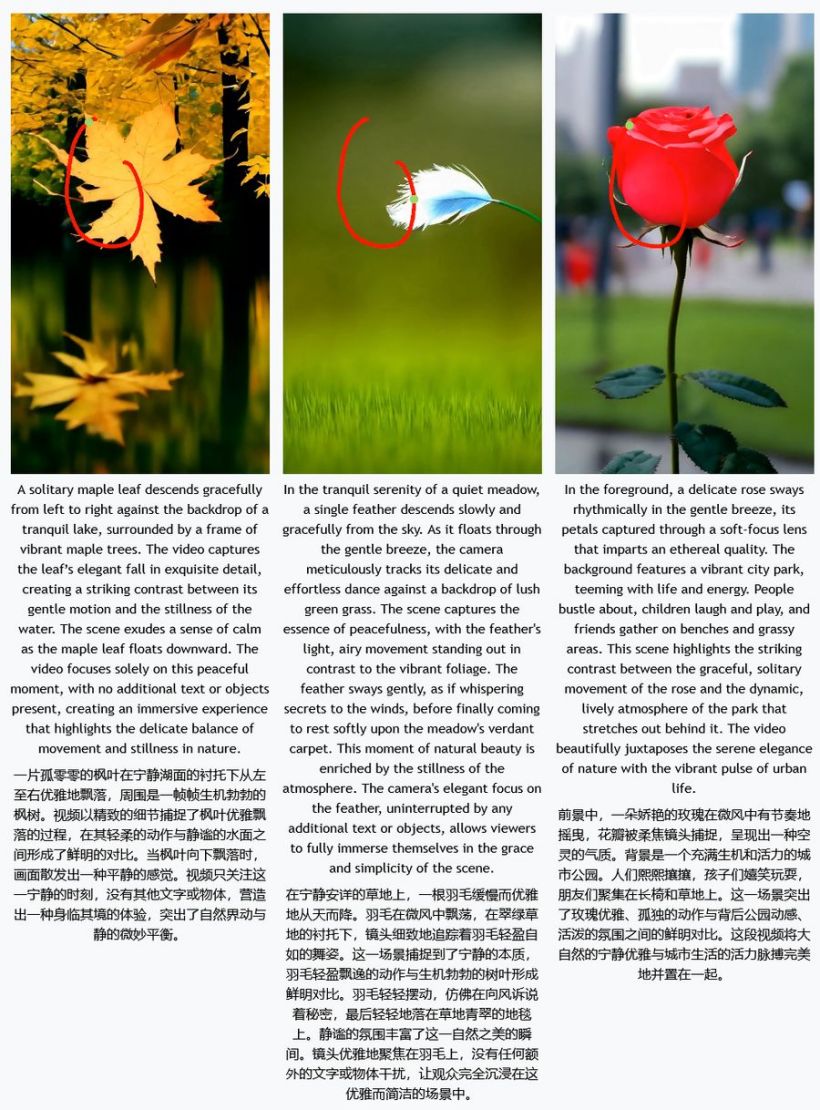 A solitary maple leaf descends gracefully
from left to right against the backdrop of a
tranquil lake, surrounded by a frame of
vibrant maple trees. The video captures
the leaf's elegant fall in exquisite detail,
creating a striking contrast between its
gentle motion and the stillness of the
water. The scene exudes a sense of calm
as the maple leaf floats downward. The
video focuses solely on this peaceful
moment, with no additional text or objects
present, creating an immersive experience
that highlights the delicate balance of
movement and stillness in nature.
一片孤零零的枫叶在宁静湖面的衬托下从左
至右优雅地飘落，周围是一帧帧生机勃勃的
枫树。视频以精致的细节捕捉了枫叶优雅飘
落的过程，在其轻柔的动作与静谧的水面之
间形成了鲜明的对比。当枫叶向下飘落时，
画面散发出一种平静的感觉。视频只关注这
一宁静的时刻，没有其他文字或物体，营造
出一种身临其境的体验，突出了自然界动与
静的微妙平衡。
In the tranquil serenity of a quiet meadow,
a single feather descends slowly and
gracefully from the sky. As it floats through
the gentle breeze, the camera
meticulously tracks its delicate and
effortless dance against a backdrop of lush
green grass. The scene captures the
essence of peacefulness, with the feather's
light, airy movement standing out in
contrast to the vibrant foliage. The
feather sways gently, as if whispering
secrets to the winds, before finally coming
to rest softly upon the meadow's verdant
carpet. This moment of natural beauty is
enriched by the stillness of the
atmosphere. The camera's elegant focus on
the feather, uninterrupted by any
additional text or objects, allows viewers
to fully immerse themselves in the grace
and simplicity of the scene.
在宁静安详的草地上，一根羽毛缓慢而优雅
地从天而降。羽毛在微风中飘荡，在翠绿草
地的衬托下，镜头细致地追踪着羽毛轻盈自
如的舞姿。这一场景捕捉到了宁静的本质，
羽毛轻盈飘逸的动作与生机勃勃的树叶形成
鲜明对比。羽毛轻轻摆动，仿佛在向风诉说
着秘密，最后轻轻地落在草地青翠的地毯
上。静谧的氛围丰富了这一自然之美的瞬
间。镜头优雅地聚焦在羽毛上，没有任何额
外的文字或物体干扰，让观众完全沉浸在这
优雅而简洁的场景中。
In the foreground, a delicate rose sways
rhythmically in the gentle breeze, its
petals captured through a soft-focus lens
that imparts an ethereal quality. The
background features a vibrant city park,
teeming with life and energy. People
bustle about, children laugh and play, and
friends gather on benches and grassy
areas. This scene highlights the striking
contrast between the graceful, solitary
movement of the rose and the dynamic,
lively atmosphere of the park that
stretches out behind it. The video
beautifully juxtaposes the serene elegance
of nature with the vibrant pulse of urban
life.
前景中，一朵娇艳的玫瑰在微风中有节奏地
摇曳，花瓣被柔焦镜头捕捉，呈现出一种空
灵的气质。背景是一个充满生机和活力的城
市公园。人们熙熙攘攘，孩子们嬉笑玩耍，
朋友们聚集在长椅和草地上。这一场景突出
了玫瑰优雅、孤独的动作与背后公园动感、
活泼的氛围之间的鲜明对比。这段视频将大
自然的宁静优雅与城市生活的活力脉搏完美
地并置在一起。